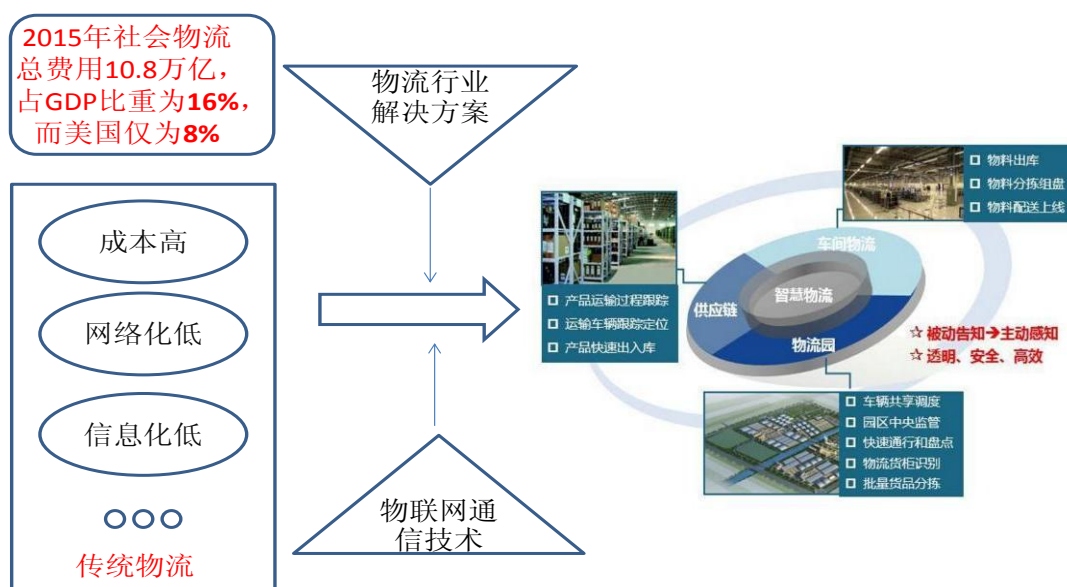 2015年社会物流
总费用10.8万亿，
占GDP比重为16%，
而美国仅为8%
物流行业
解决方案
成本高
网络化低
信息化低
传统物流
物联网通
信技术
产品运输过程跟踪
运输车辆跟踪定位
产品快速出入库
物料出库
物料分拣组盘
物料配送上线
车间物流
智慧物流
供应链
物流园
☆ 被动告知→主动感知
☆ 透明、安全、高效
车辆共享调度
园区中央监管
快速通行和盘点
物流货柜识别
批量货品分拣